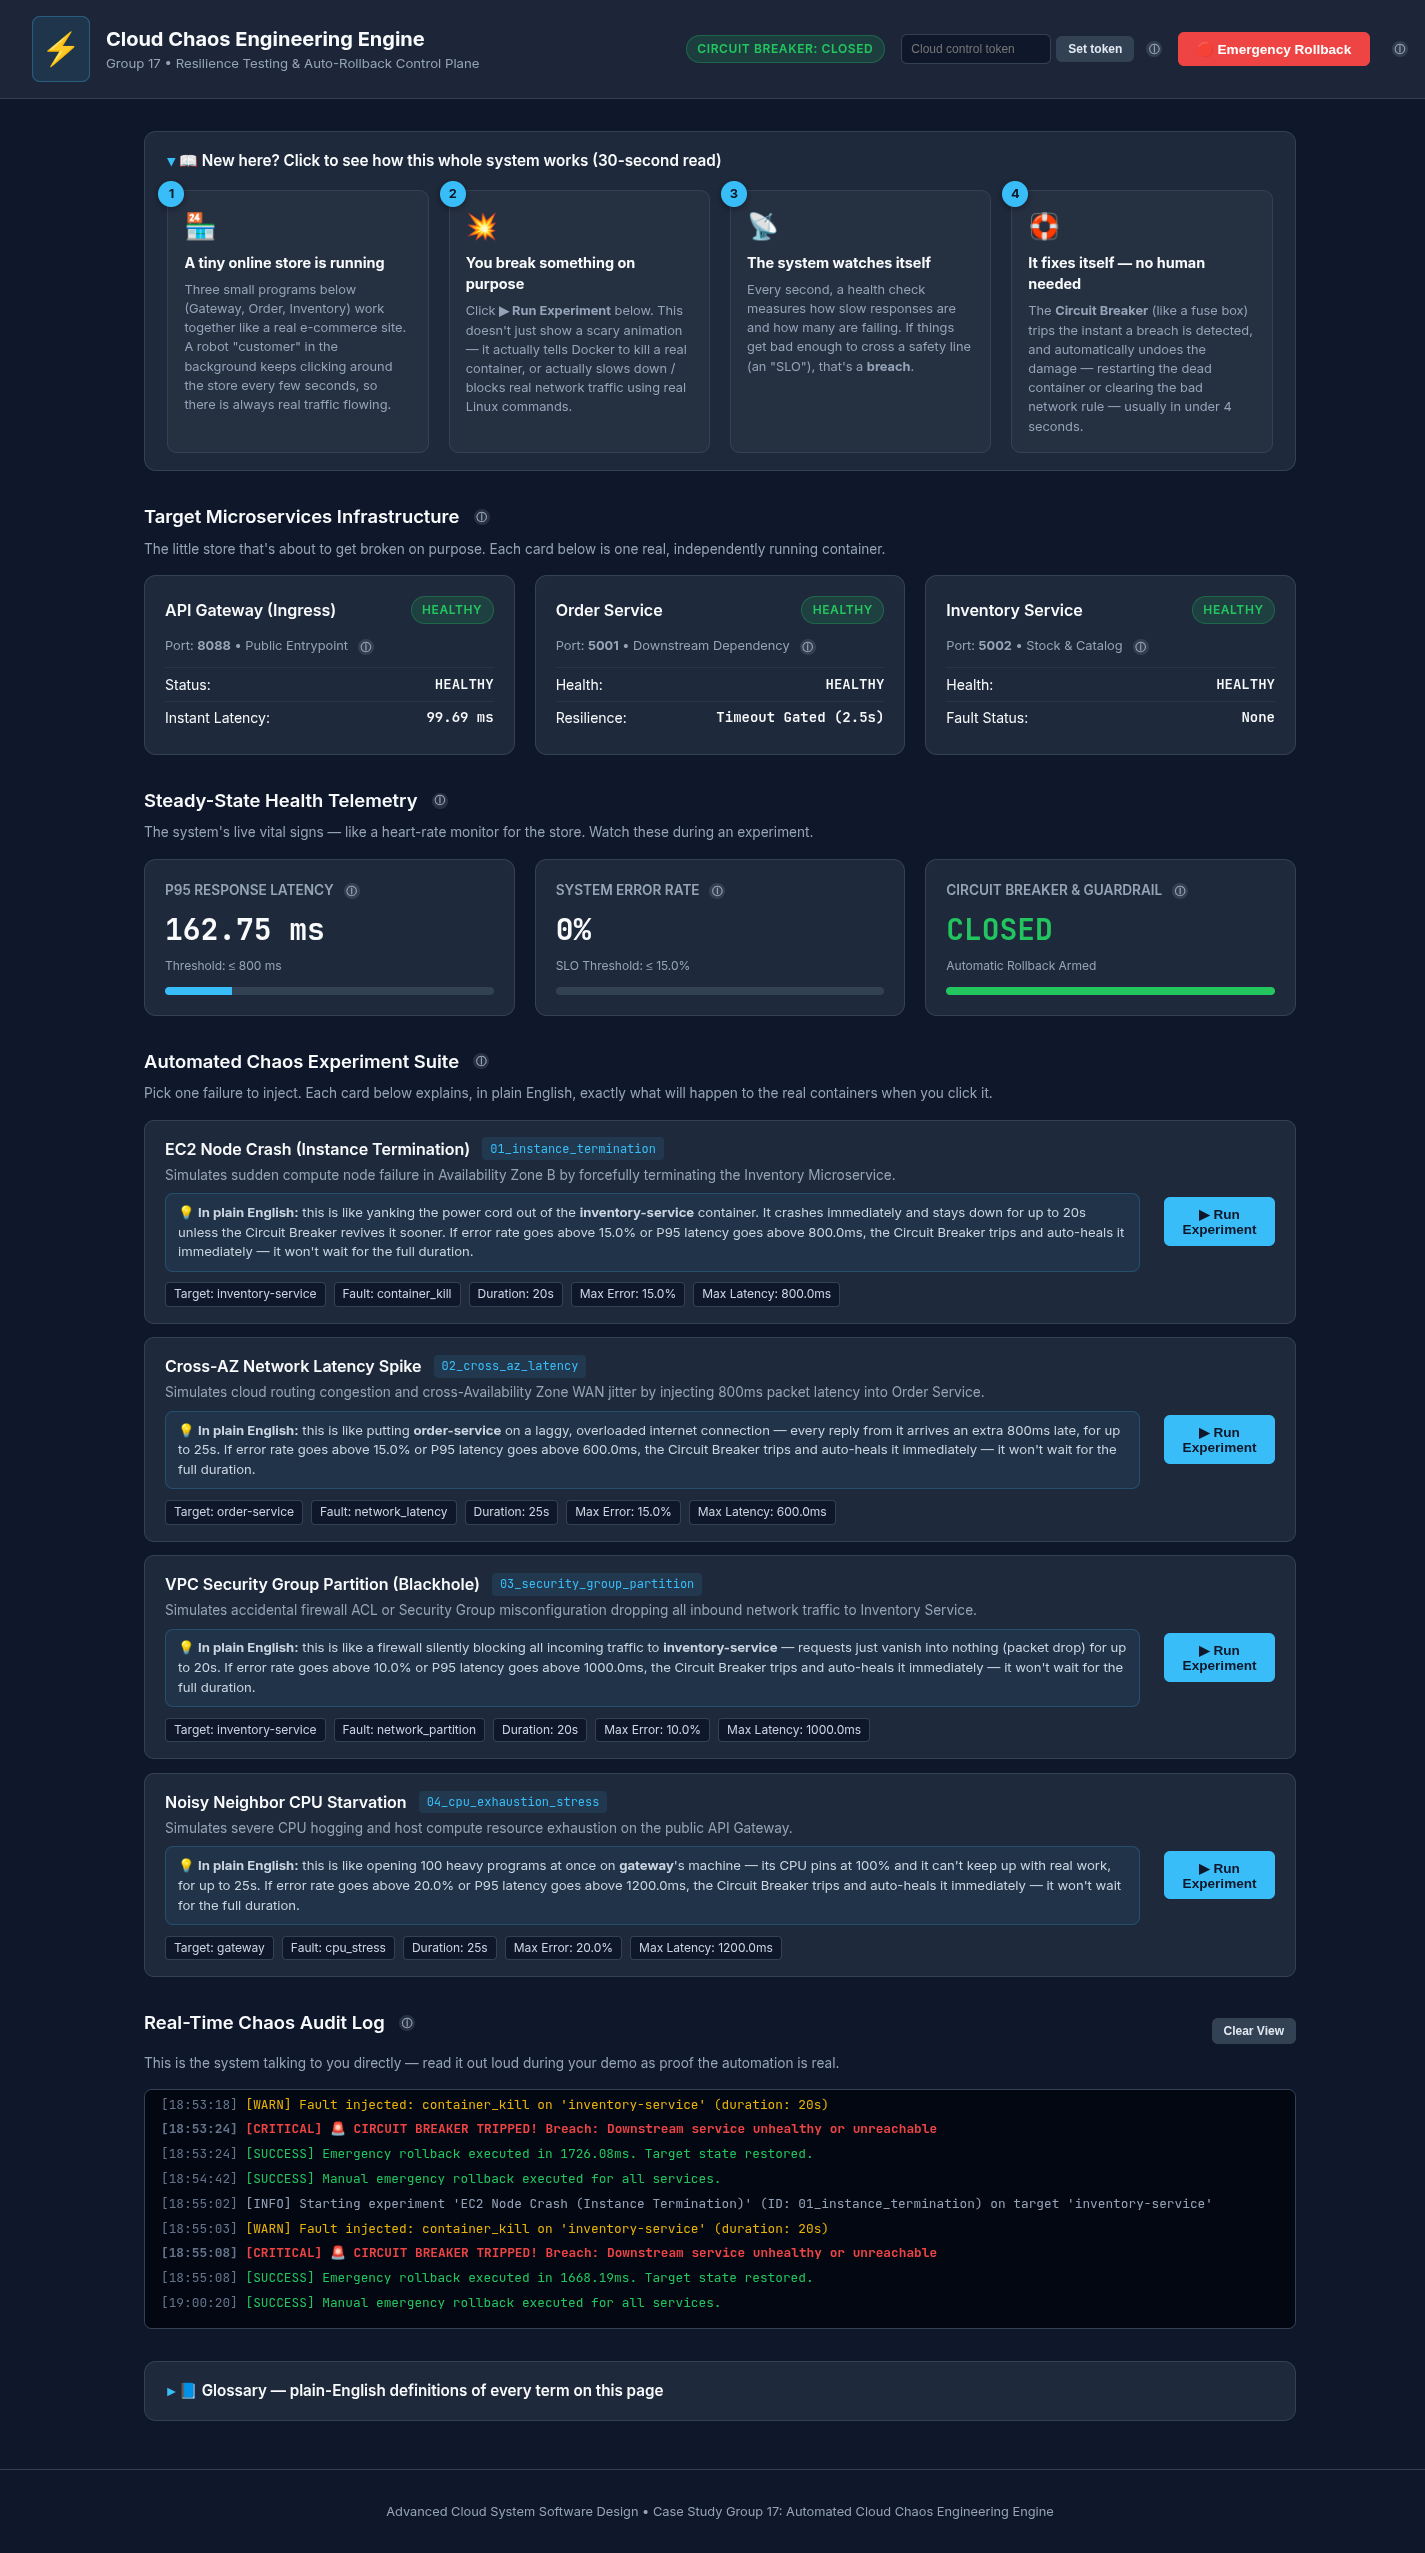 ⚡ Cloud Chaos Engineering Engine
Group 17 • Resilience Testing & Auto-Rollback Control Plane
CIRCUIT BREAKER: CLOSED
Cloud control token
Set token
ⓘ
🔴 Emergency Rollback
ⓘ
▾ 📖 New here? Click to see how this whole system works (30-second read)
1
🏪
A tiny online store is running
Three small programs below
(Gateway, Order, Inventory) work
together like a real e-commerce site.
A robot "customer" in the
background keeps clicking around
the store every few seconds, so
there is always real traffic flowing.
2
💥
You break something on
purpose
Click ▶ Run Experiment below. This
doesn't just show a scary animation
— it actually tells Docker to kill a real
container, or actually slows down /
blocks real network traffic using real
Linux commands.
3
📡
The system watches itself
Every second, a health check
measures how slow responses are
and how many are failing. If things
get bad enough to cross a safety line
(an "SLO"), that's a breach.
4
🛟
It fixes itself — no human
needed
The Circuit Breaker (like a fuse box)
trips the instant a breach is detected,
and automatically undoes the
damage — restarting the dead
container or clearing the bad
network rule — usually in under 4
seconds.
Target Microservices Infrastructure ⓘ
The little store that's about to get broken on purpose. Each card below is one real, independently running container.
API Gateway (Ingress) HEALTHY
Port: 8088 • Public Entrypoint ⓘ
Status: HEALTHY
Instant Latency: 99.69 ms
Order Service HEALTHY
Port: 5001 • Downstream Dependency ⓘ
Health: HEALTHY
Resilience: Timeout Gated (2.5s)
Inventory Service HEALTHY
Port: 5002 • Stock & Catalog ⓘ
Health: HEALTHY
Fault Status: None
Steady-State Health Telemetry ⓘ
The system's live vital signs — like a heart-rate monitor for the store. Watch these during an experiment.
P95 RESPONSE LATENCY ⓘ
162.75 ms
Threshold: ≤ 800 ms
SYSTEM ERROR RATE ⓘ
0%
SLO Threshold: ≤ 15.0%
CIRCUIT BREAKER & GUARDRAIL ⓘ
CLOSED
Automatic Rollback Armed
Automated Chaos Experiment Suite ⓘ
Pick one failure to inject. Each card below explains, in plain English, exactly what will happen to the real containers when you click it.
EC2 Node Crash (Instance Termination) 01_instance_termination
Simulates sudden compute node failure in Availability Zone B by forcefully terminating the Inventory Microservice.
💡 In plain English: this is like yanking the power cord out of the inventory-service container. It crashes immediately and stays down for up to 20s
unless the Circuit Breaker revives it sooner. If error rate goes above 15.0% or P95 latency goes above 800.0ms, the Circuit Breaker trips and auto-heals it
immediately — it won't wait for the full duration.
Target: inventory-service Fault: container_kill Duration: 20s Max Error: 15.0% Max Latency: 800.0ms
▶ Run
Experiment
Cross-AZ Network Latency Spike 02_cross_az_latency
Simulates cloud routing congestion and cross-Availability Zone WAN jitter by injecting 800ms packet latency into Order Service.
💡 In plain English: this is like putting order-service on a laggy, overloaded internet connection — every reply from it arrives an extra 800ms late, for up
to 25s. If error rate goes above 15.0% or P95 latency goes above 600.0ms, the Circuit Breaker trips and auto-heals it immediately — it won't wait for the
full duration.
Target: order-service Fault: network_latency Duration: 25s Max Error: 15.0% Max Latency: 600.0ms
▶ Run
Experiment
VPC Security Group Partition (Blackhole) 03_security_group_partition
Simulates accidental firewall ACL or Security Group misconfiguration dropping all inbound network traffic to Inventory Service.
💡 In plain English: this is like a firewall silently blocking all incoming traffic to inventory-service — requests just vanish into nothing (packet drop) for up
to 20s. If error rate goes above 10.0% or P95 latency goes above 1000.0ms, the Circuit Breaker trips and auto-heals it immediately — it won't wait for the
full duration.
Target: inventory-service Fault: network_partition Duration: 20s Max Error: 10.0% Max Latency: 1000.0ms
▶ Run
Experiment
Noisy Neighbor CPU Starvation 04_cpu_exhaustion_stress
Simulates severe CPU hogging and host compute resource exhaustion on the public API Gateway.
💡 In plain English: this is like opening 100 heavy programs at once on gateway's machine — its CPU pins at 100% and it can't keep up with real work,
for up to 25s. If error rate goes above 20.0% or P95 latency goes above 1200.0ms, the Circuit Breaker trips and auto-heals it immediately — it won't wait
for the full duration.
Target: gateway Fault: cpu_stress Duration: 25s Max Error: 20.0% Max Latency: 1200.0ms
▶ Run
Experiment
Real-Time Chaos Audit Log ⓘ
Clear View
This is the system talking to you directly — read it out loud during your demo as proof the automation is real.
[18:53:18] [WARN] Fault injected: container_kill on 'inventory-service' (duration: 20s)
[18:53:24] [CRITICAL] 🚨 CIRCUIT BREAKER TRIPPED! Breach: Downstream service unhealthy or unreachable
[18:53:24] [SUCCESS] Emergency rollback executed in 1726.08ms. Target state restored.
[18:54:42] [SUCCESS] Manual emergency rollback executed for all services.
[18:55:02] [INFO] Starting experiment 'EC2 Node Crash (Instance Termination)' (ID: 01_instance_termination) on target 'inventory-service'
[18:55:03] [WARN] Fault injected: container_kill on 'inventory-service' (duration: 20s)
[18:55:08] [CRITICAL] 🚨 CIRCUIT BREAKER TRIPPED! Breach: Downstream service unhealthy or unreachable
[18:55:08] [SUCCESS] Emergency rollback executed in 1668.19ms. Target state restored.
[19:00:20] [SUCCESS] Manual emergency rollback executed for all services.
▸ 📘 Glossary — plain-English definitions of every term on this page
Advanced Cloud System Software Design • Case Study Group 17: Automated Cloud Chaos Engineering Engine